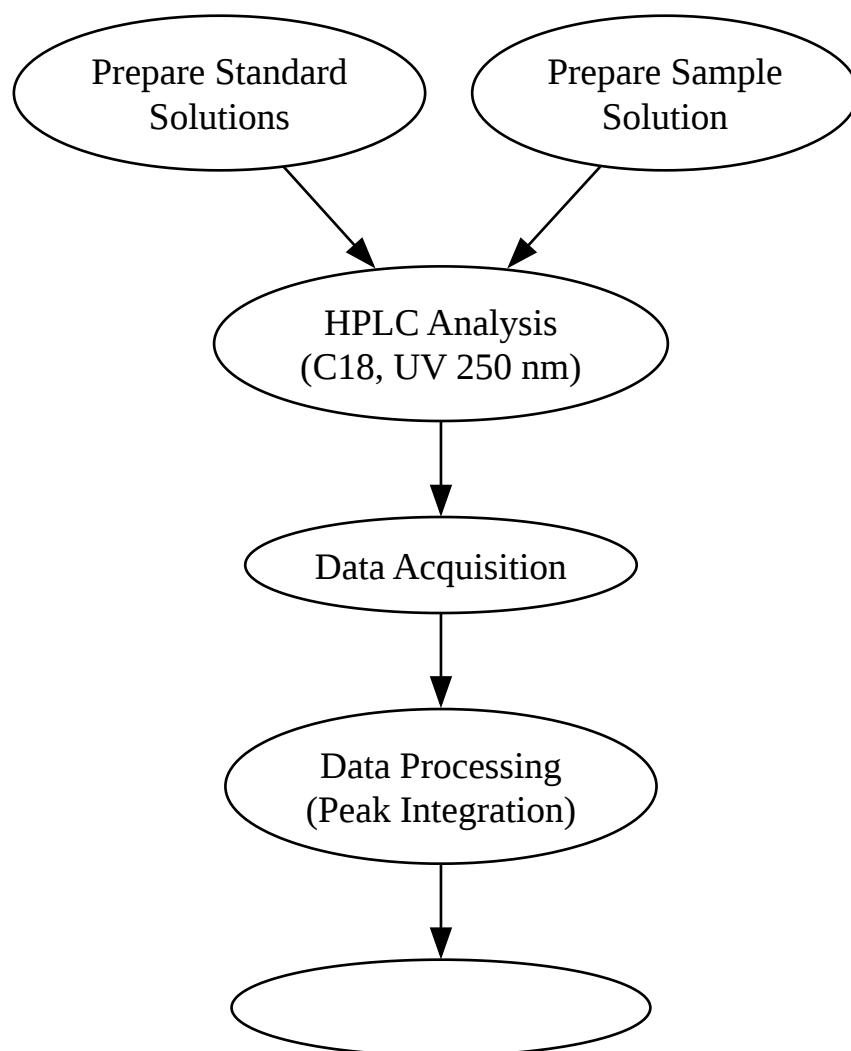 Prepare Standard
Solutions
Prepare Sample
Solution
HPLC Analysis
(C18, UV 250 nm)
Data Acquisition
Data Processing
(Peak Integration)